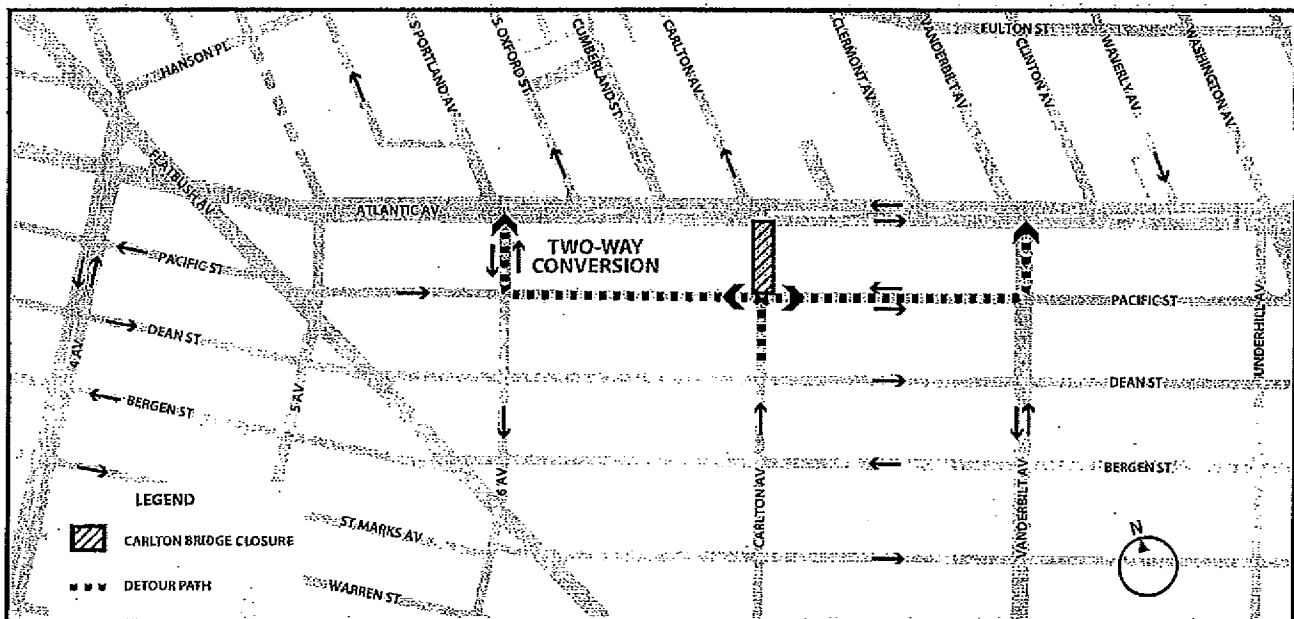 HANSON PL.
S PORTLAND AV.
S OXFORD ST.
CUMBERLAND ST.
CARLTON AV.
CLERMONT AV.
VANDERBILT AV.
FULTON ST.
CLINTON AV.
WAVERLY AV.
WASHINGTON AV.
FLATBUSH AV.
ATLANTIC AV.
TWO-WAY
CONVERSION
PACIFIC ST.
PACIFIC ST.
UNDERHILL AV.
4 AV.
DEAN ST.
5 AV.
DEAN ST.
BERGEN ST.
BERGEN ST.
6 AV.
CARLTON AV.
VANDERBILT AV.
LEGEND
CARLTON BRIDGE CLOSURE
DETOUR PATH
ST MARKS AV.
WARREN ST.
N